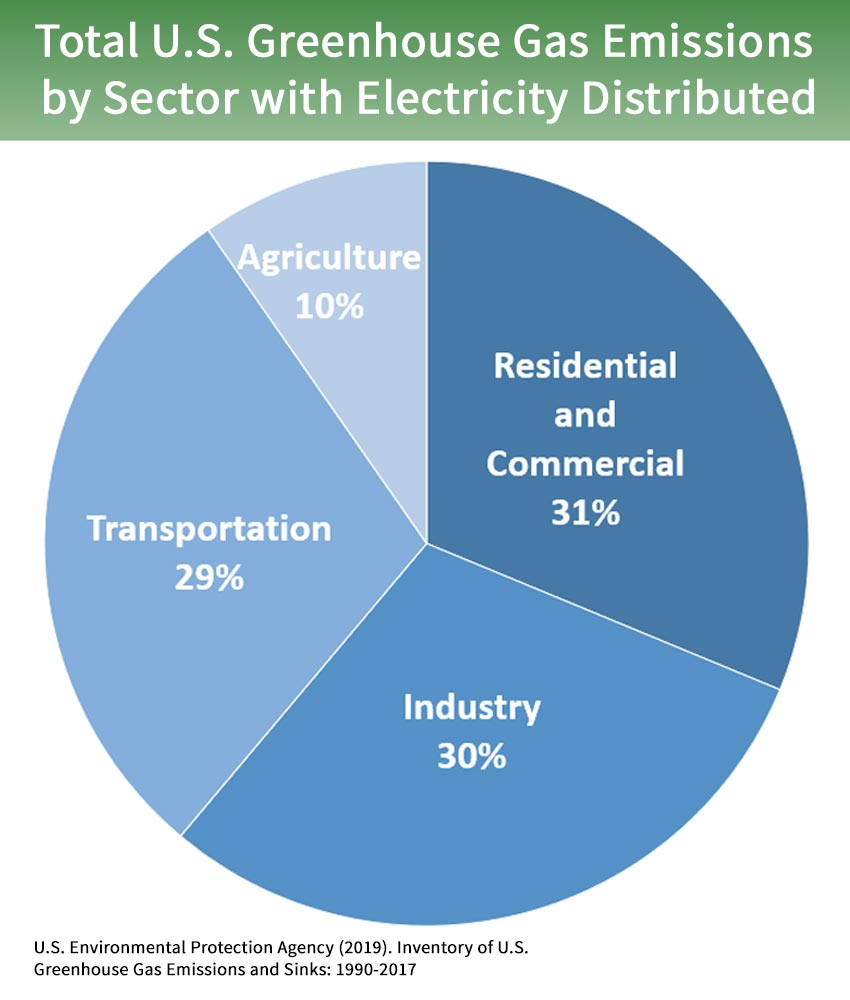 Total U.S. Greenhouse Gas Emissions
by Sector with Electricity Distributed
Agriculture
10%
Residential
and
Commercial
31%
Transportation
29%
Industry
30%
U.S. Environmental Protection Agency (2019). Inventory of U.S.
Greenhouse Gas Emissions and Sinks: 1990-2017